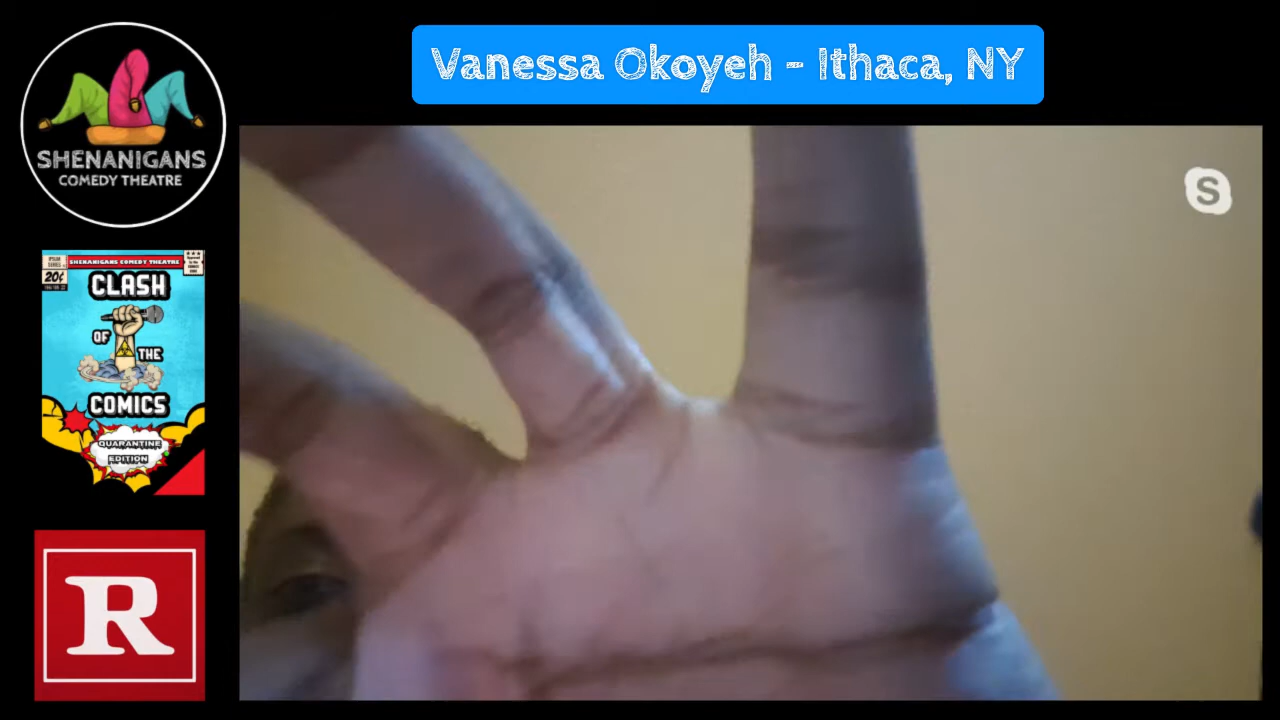 Vanessa Okoyeh - Ithaca, NY
SHENANIGANS
COMEDY THEATRE
S
SHENANIGANS COMEDY THEATRE
20¢
CLASH
OF
THE
COMICS
QUARANTINE
EDITION
R